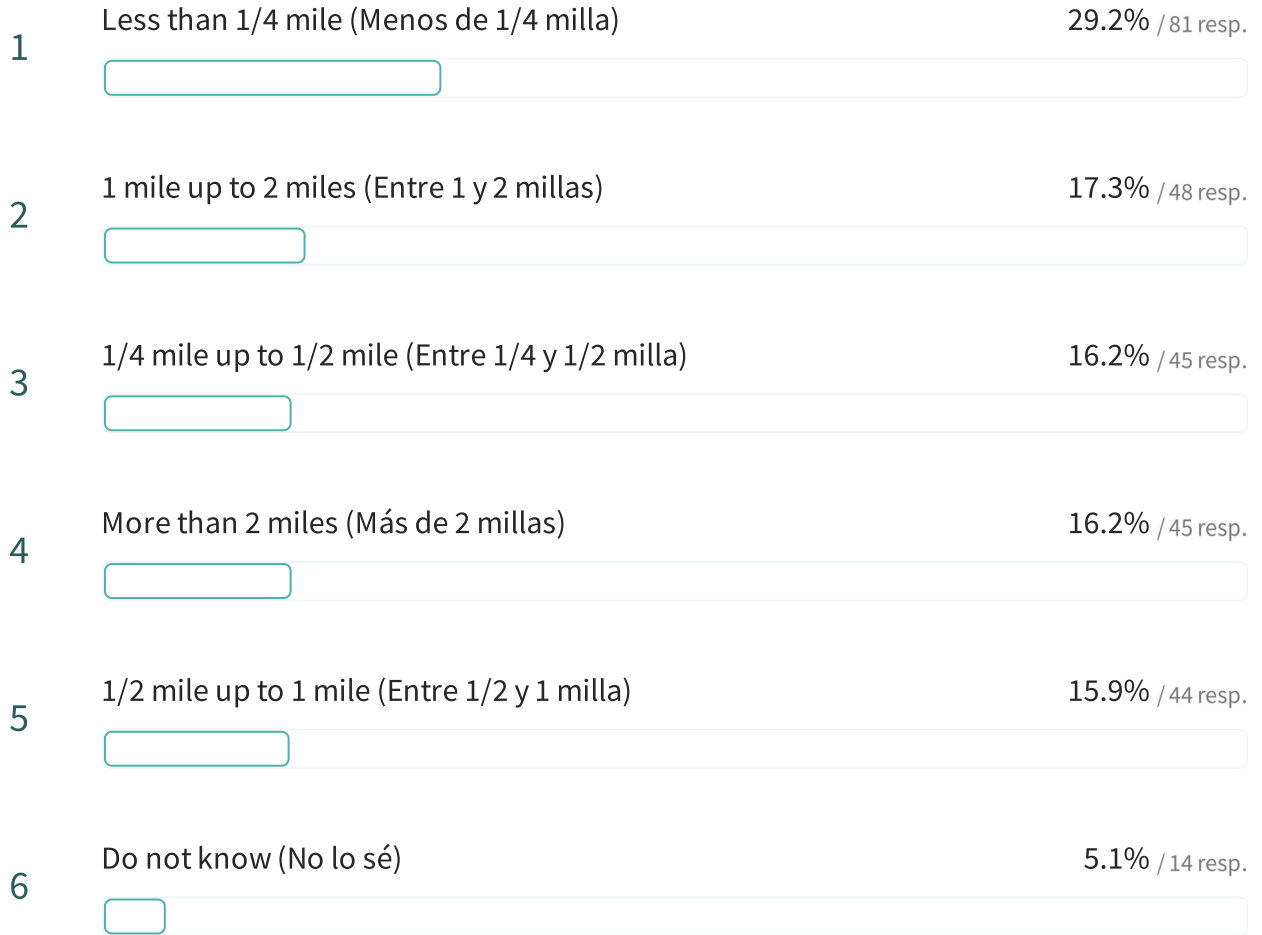 1 Less than 1/4 mile (Menos de 1/4 milla) 29.2% / 81 resp.
2 1 mile up to 2 miles (Entre 1 y 2 millas) 17.3% / 48 resp.
3 1/4 mile up to 1/2 mile (Entre 1/4 y 1/2 milla) 16.2% / 45 resp.
4 More than 2 miles (Más de 2 millas) 16.2% / 45 resp.
5 1/2 mile up to 1 mile (Entre 1/2 y 1 milla) 15.9% / 44 resp.
6 Do not know (No lo sé) 5.1% / 14 resp.